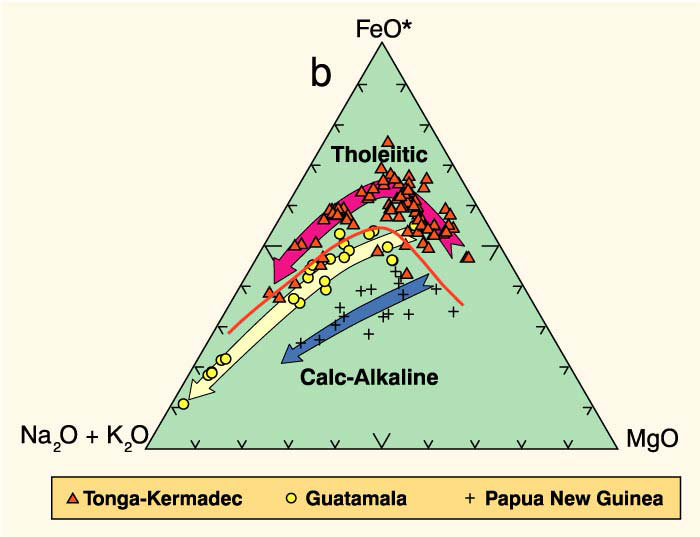 FeO*
b
Tholeiitic
Calc-Alkaline
Na₂O + K₂O
MgO
Tonga-Kermadec Guatamala Papua New Guinea